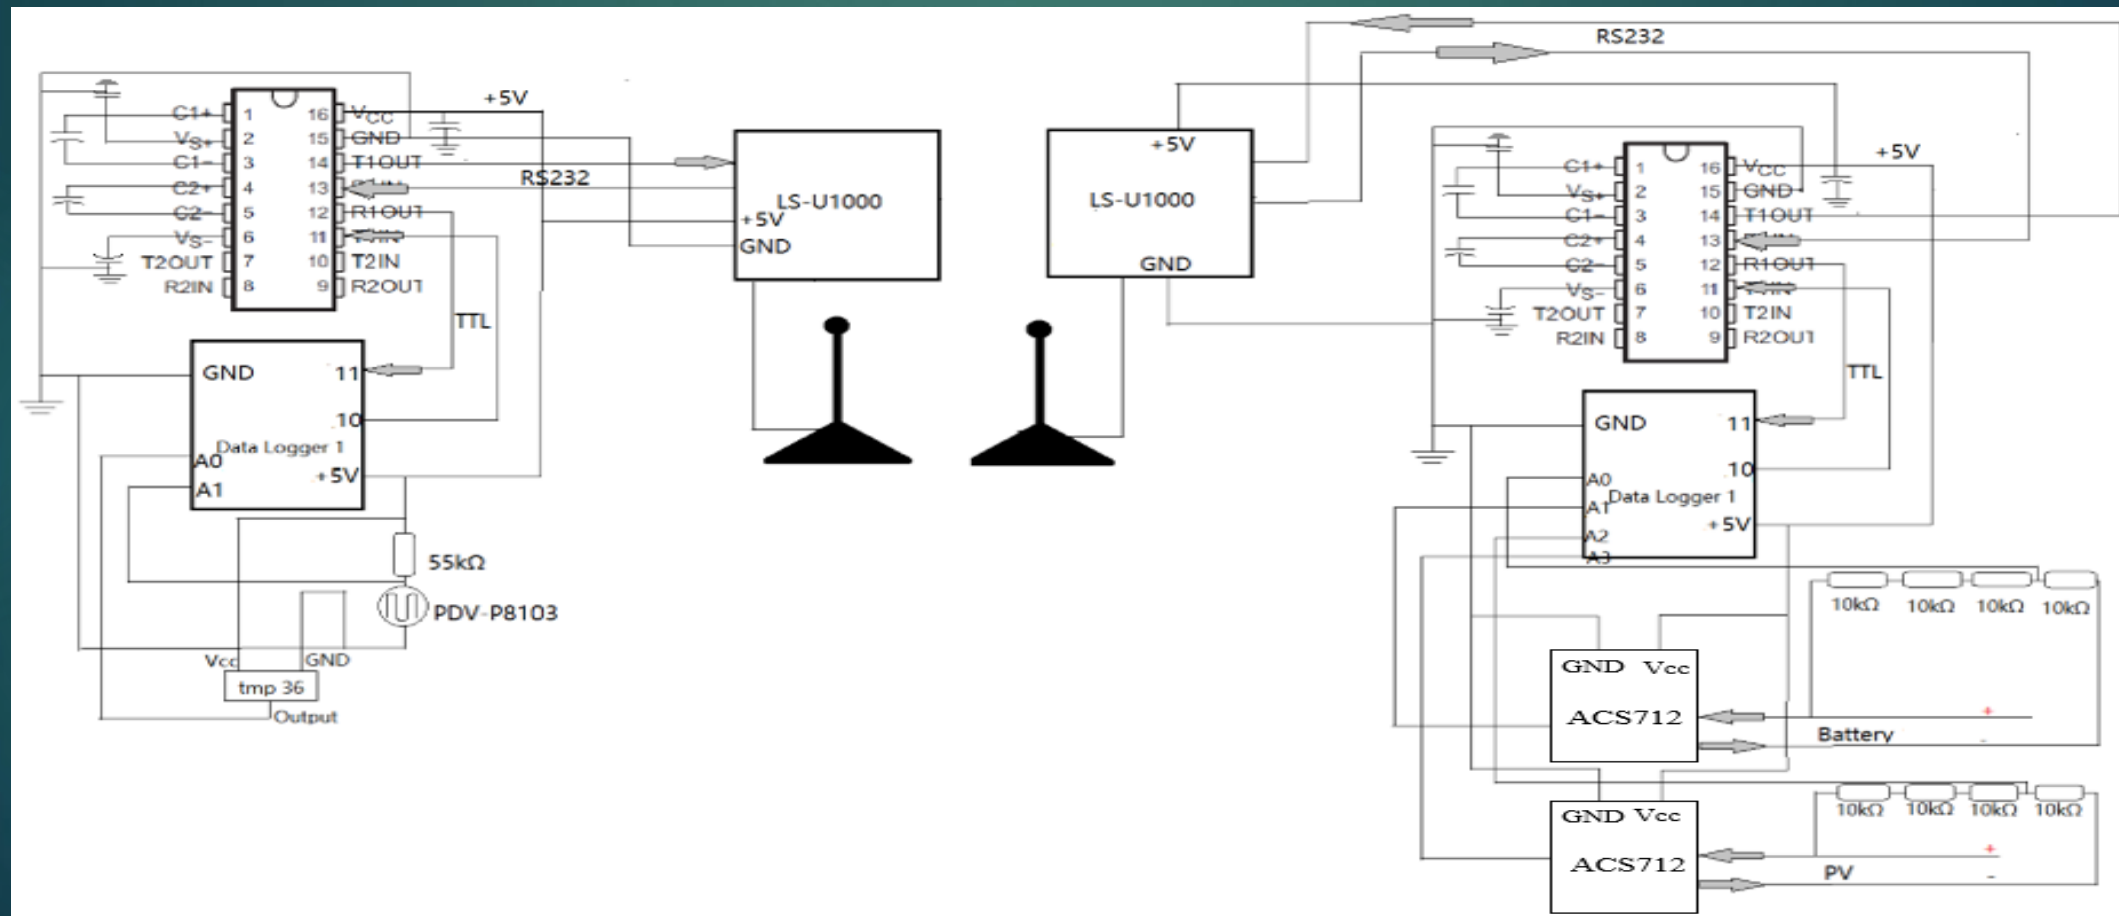 +5V
C1+ 1 16 VCC
VS+ 2 15 GND
C1− 3 14 T1OUT
C2+ 4 13
C2− 5 12 R1OUT
VS− 6 11
T2OUT 7 10 T2IN
R2IN 8 9 R2OUT
RS232
LS-U1000
+5V
GND
TTL
GND 11
10
Data Logger 1
A0
+5V
A1
55kΩ
PDV-P8103
Vcc GND
tmp 36
Output
RS232
+5V
LS-U1000
GND
+5V
C1+ 1 16 VCC
VS+ 2 15 GND
C1− 3 14 T1OUT
C2+ 4 13
C2− 5 12 R1OUT
VS− 6 11
T2OUT 7 10 T2IN
R2IN 8 9 R2OUT
TTL
GND 11
10
A0
Data Logger 1
A1
+5V
A2
A3
10kΩ 10kΩ 10kΩ 10kΩ
GND Vcc
ACS712
+
Battery
-
10kΩ 10kΩ 10kΩ 10kΩ
GND Vcc
ACS712
+
PV
-